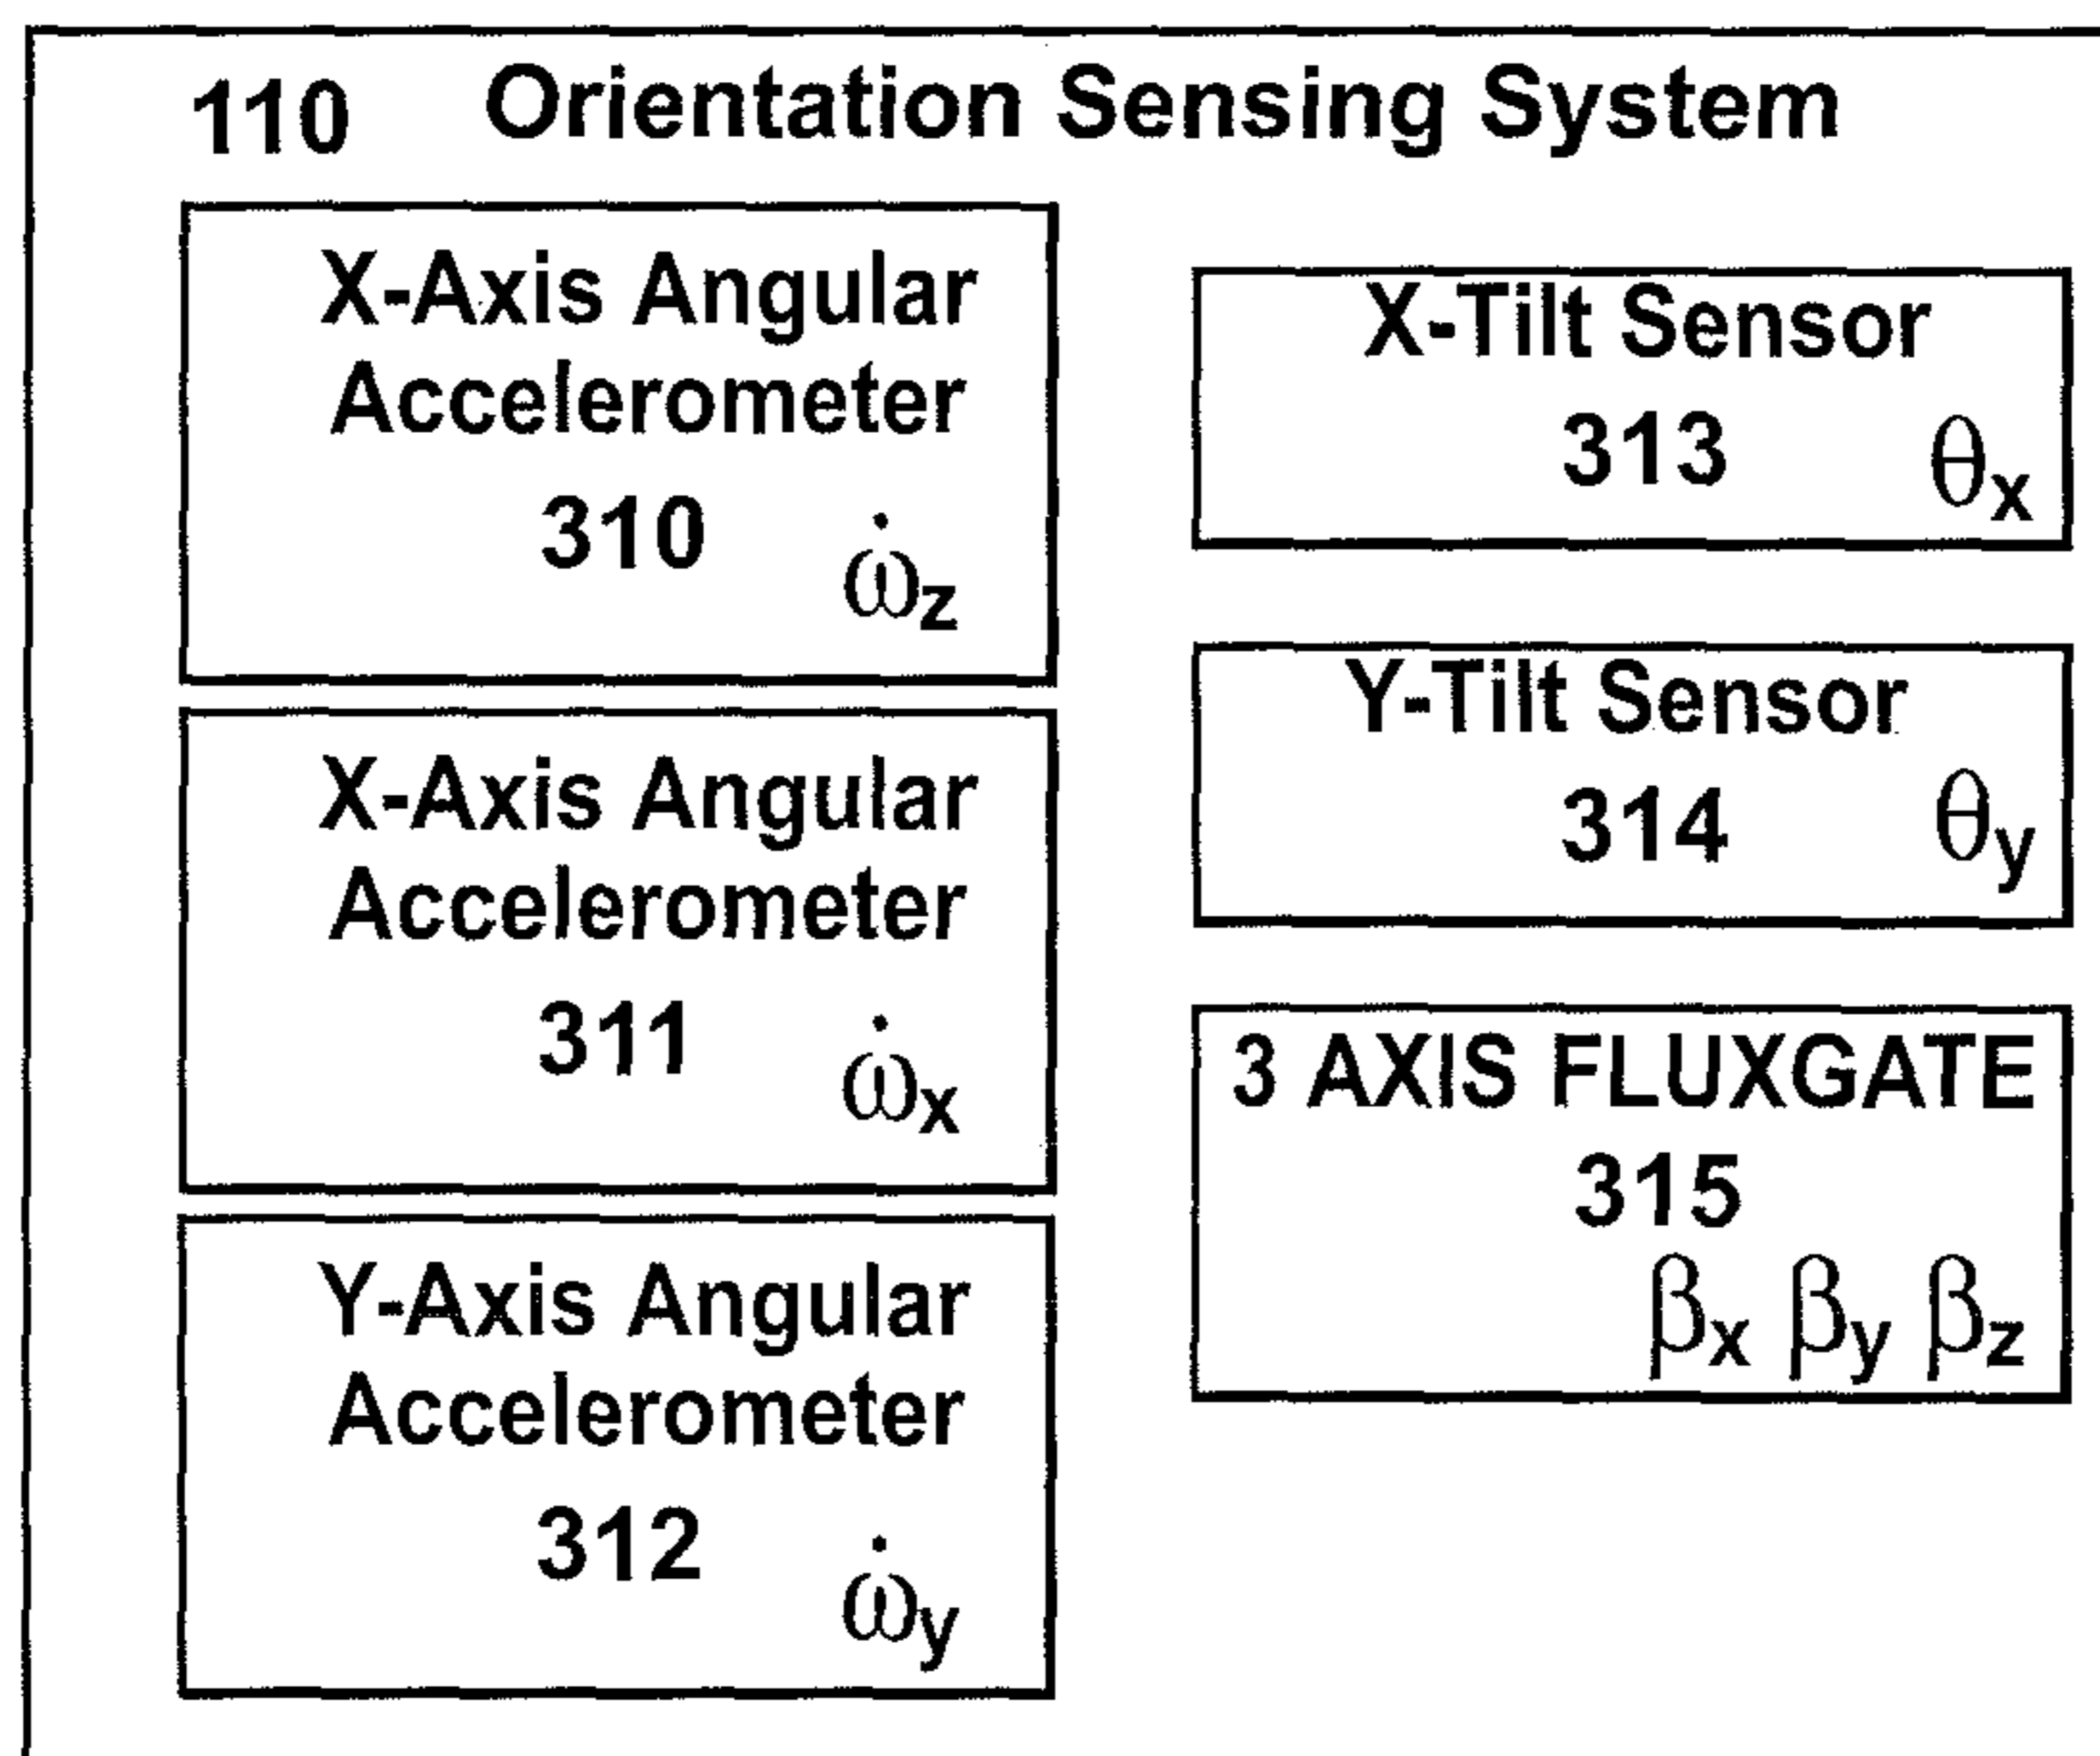 110 Orientation Sensing System
X-Axis Angular
Accelerometer
310
ω̇z
X-Axis Angular
Accelerometer
311
ω̇x
Y-Axis Angular
Accelerometer
312
ω̇y
X-Tilt Sensor
313 θx
Y-Tilt Sensor
314 θy
3 AXIS FLUXGATE
315
βx βy βz